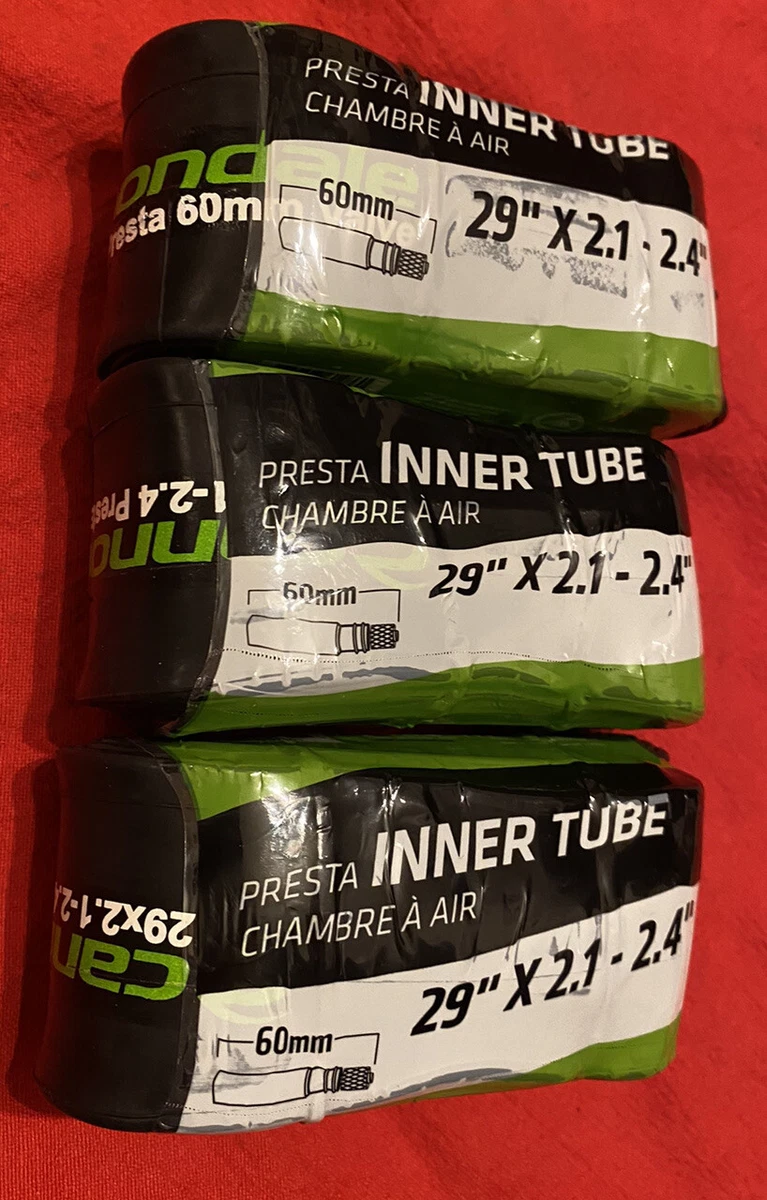 PRESTA INNER TUBE
CHAMBRE À AIR
ondale
resta 60mm valve
60mm
29" X 2.1 - 2.4"
PRESTA INNER TUBE
CHAMBRE À AIR
-2.4 Pres
nno
60mm
29" X 2.1 - 2.4"
PRESTA INNER TUBE
CHAMBRE À AIR
29x2.1-2.4
can
60mm
29" X 2.1 - 2.4"